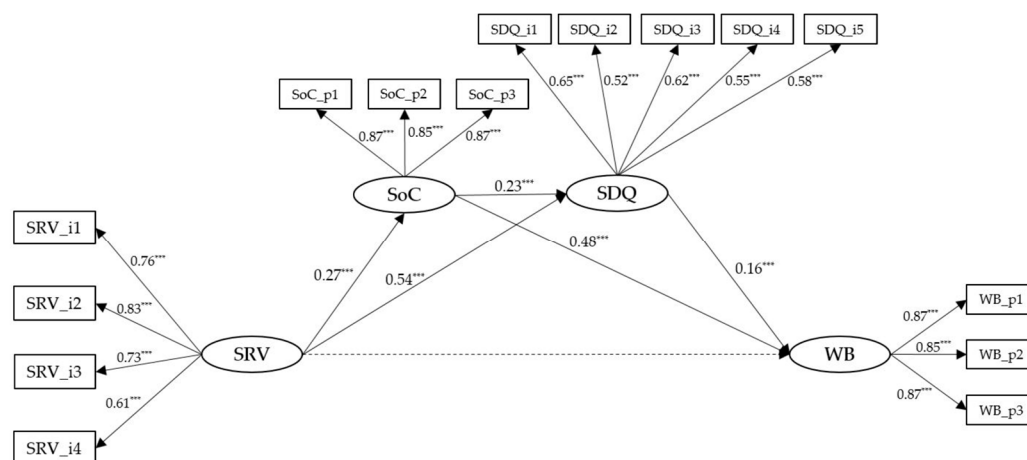 SDQ_i1 SDQ_i2 SDQ_i3 SDQ_i4 SDQ_i5
0.65*** 0.52*** 0.62*** 0.55*** 0.58***
SoC_p1 SoC_p2 SoC_p3
0.87*** 0.85*** 0.87***
SoC 0.23*** SDQ
SRV_i1
0.76***
0.48***
0.27*** 0.54*** 0.16***
SRV_i2
0.83***
WB_p1
0.87***
SRV_i3
0.73***
SRV WB
0.85***
WB_p2
0.61***
0.87***
WB_p3
SRV_i4